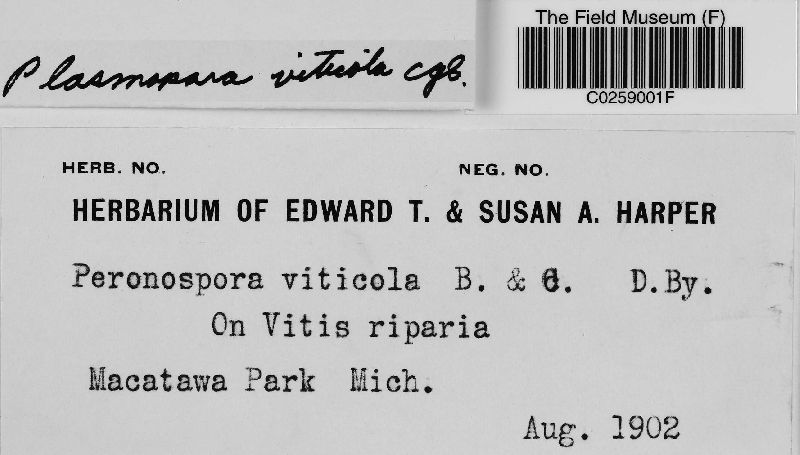 Plasmopara viticola cgb.
The Field Museum (F)
C0259001F
HERB. NO. NEG. NO.
HERBARIUM OF EDWARD T. & SUSAN A. HARPER
Peronospora viticola B. & C. D.By.
On Vitis riparia
Macatawa Park Mich.
Aug. 1902